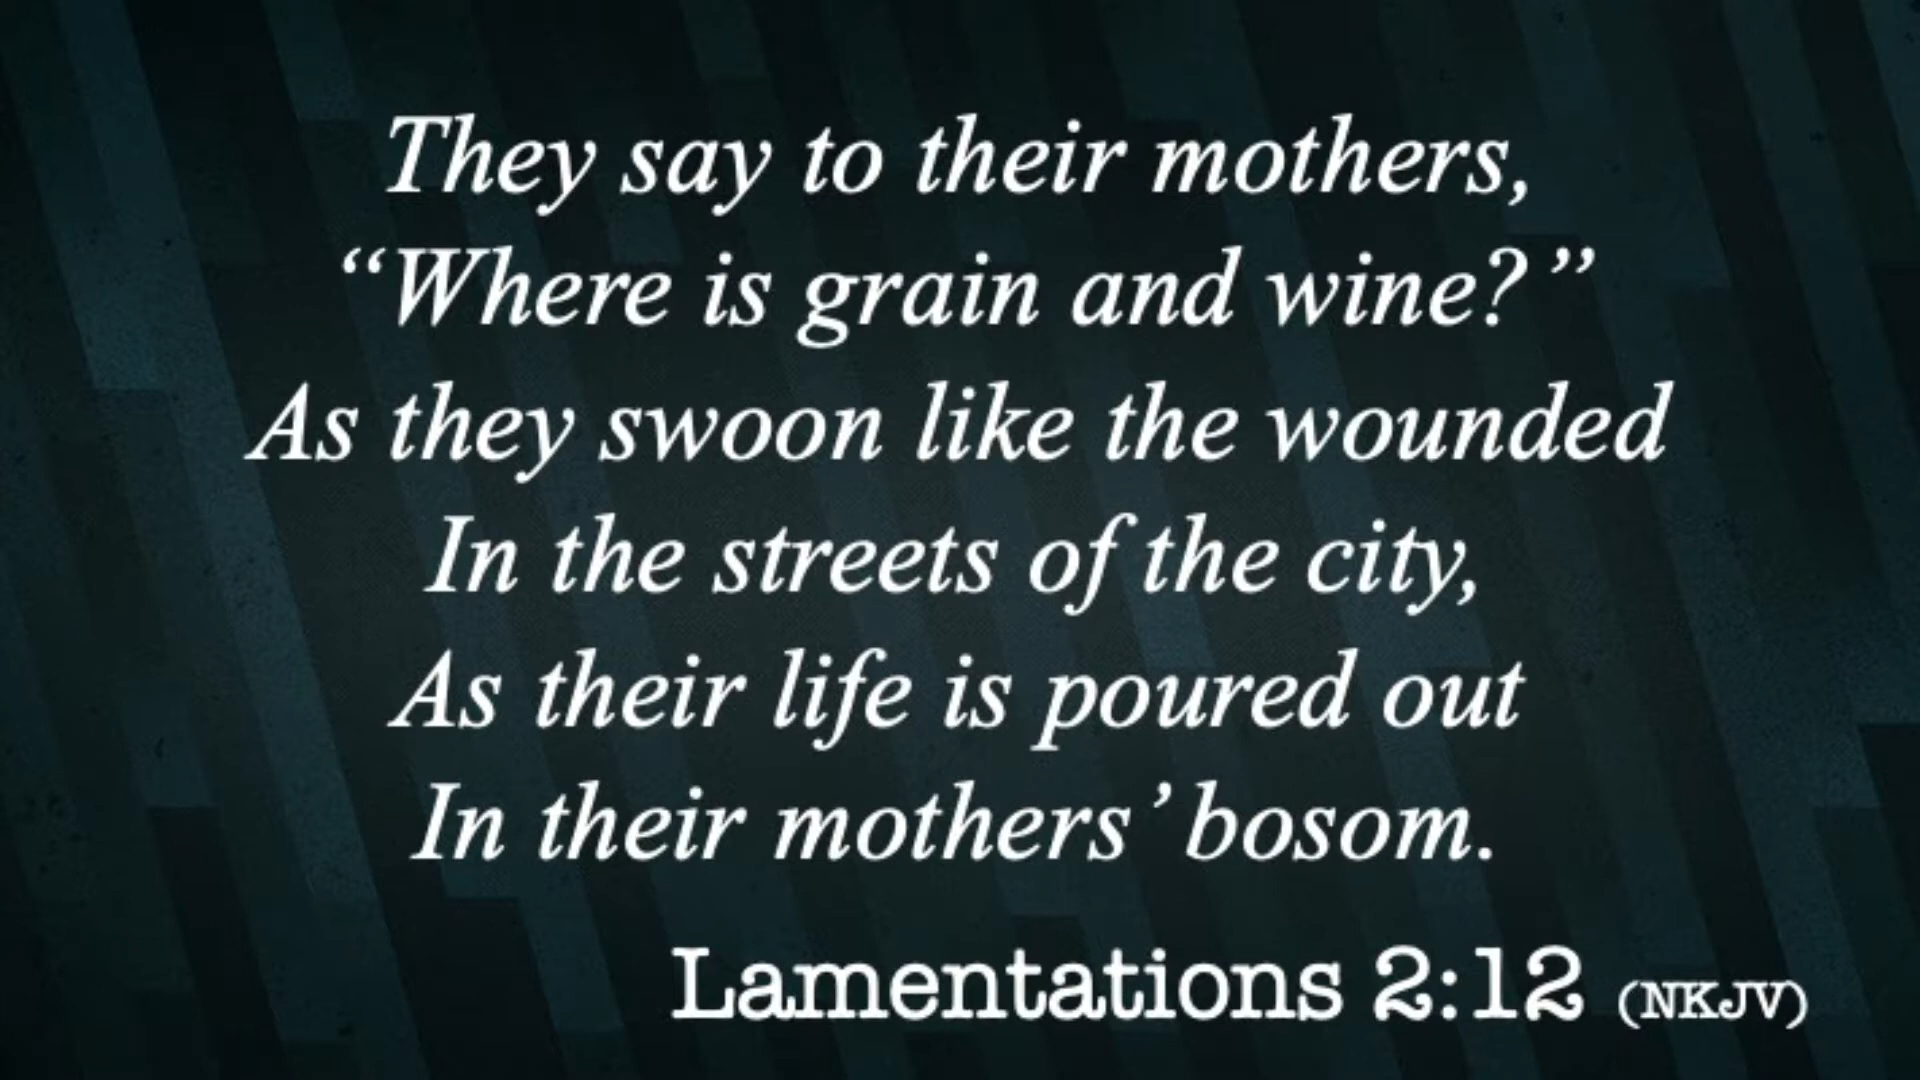 They say to their mothers,
“Where is grain and wine?”
As they swoon like the wounded
In the streets of the city,
As their life is poured out
In their mothers’ bosom.
Lamentations 2:12 (NKJV)